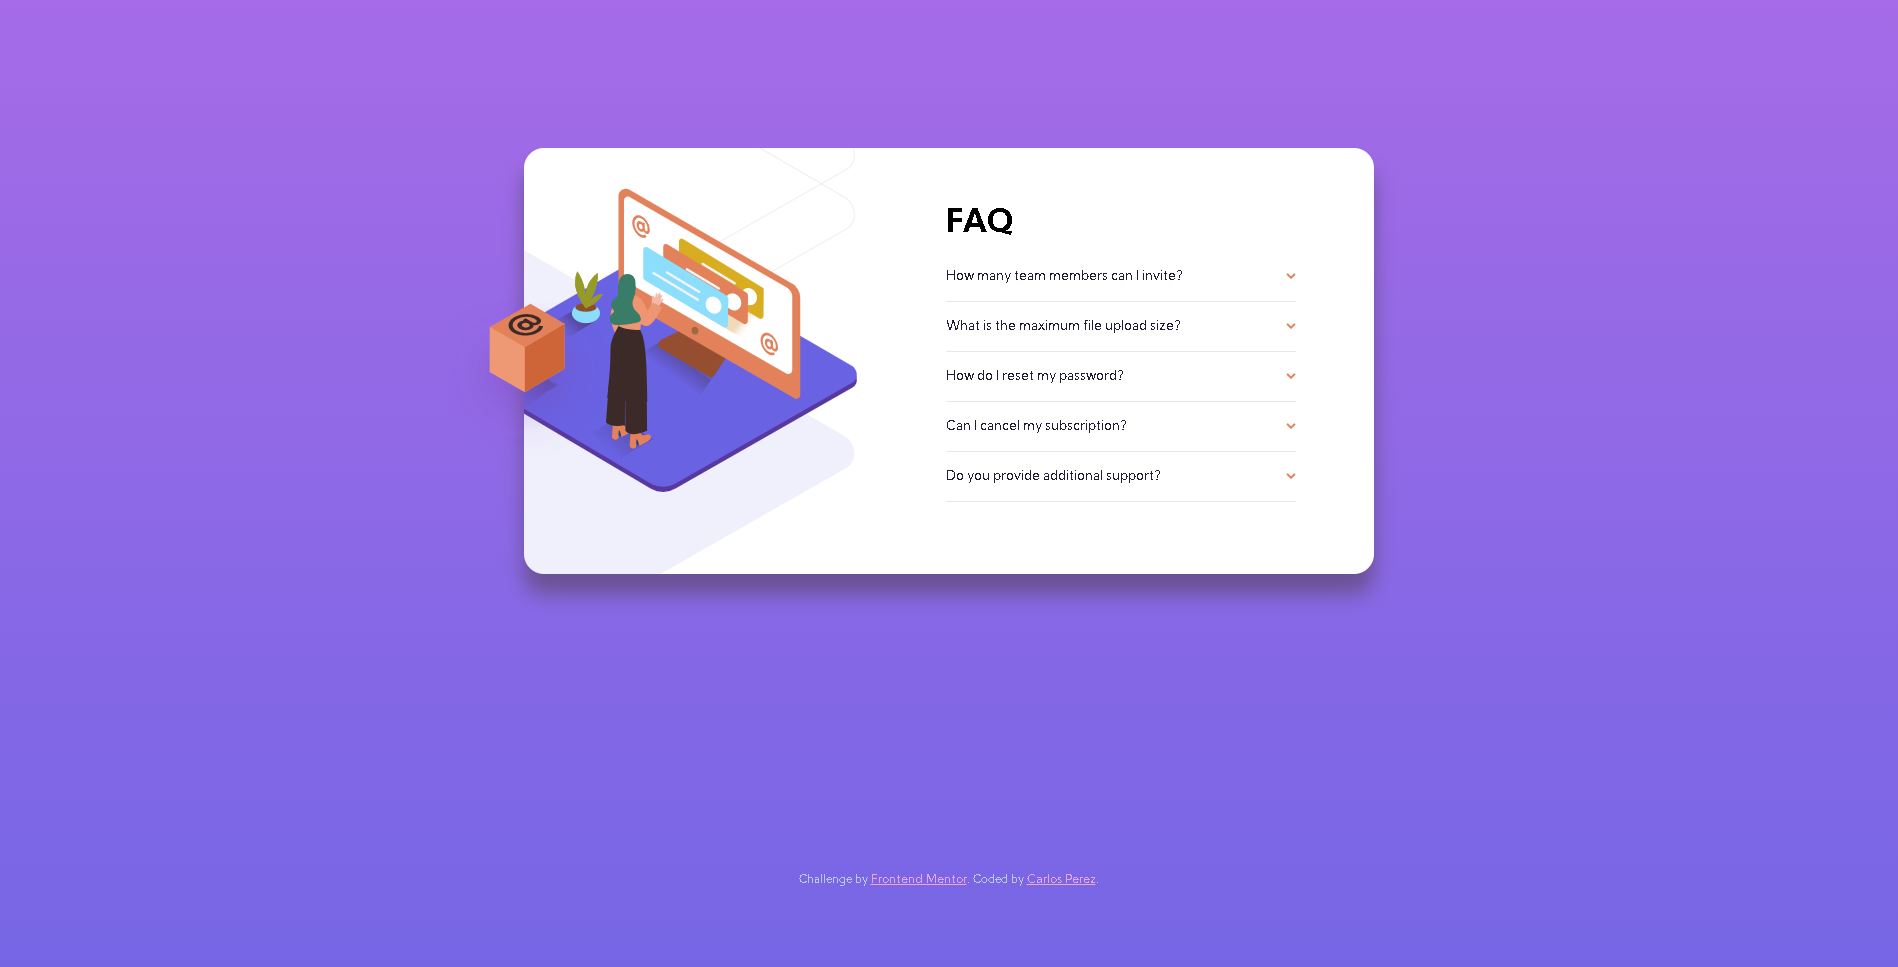 @
@
@
FAQ
How many team members can I invite?
What is the maximum file upload size?
How do I reset my password?
Can I cancel my subscription?
Do you provide additional support?
Challenge by Frontend Mentor. Coded by Carlos Perez.